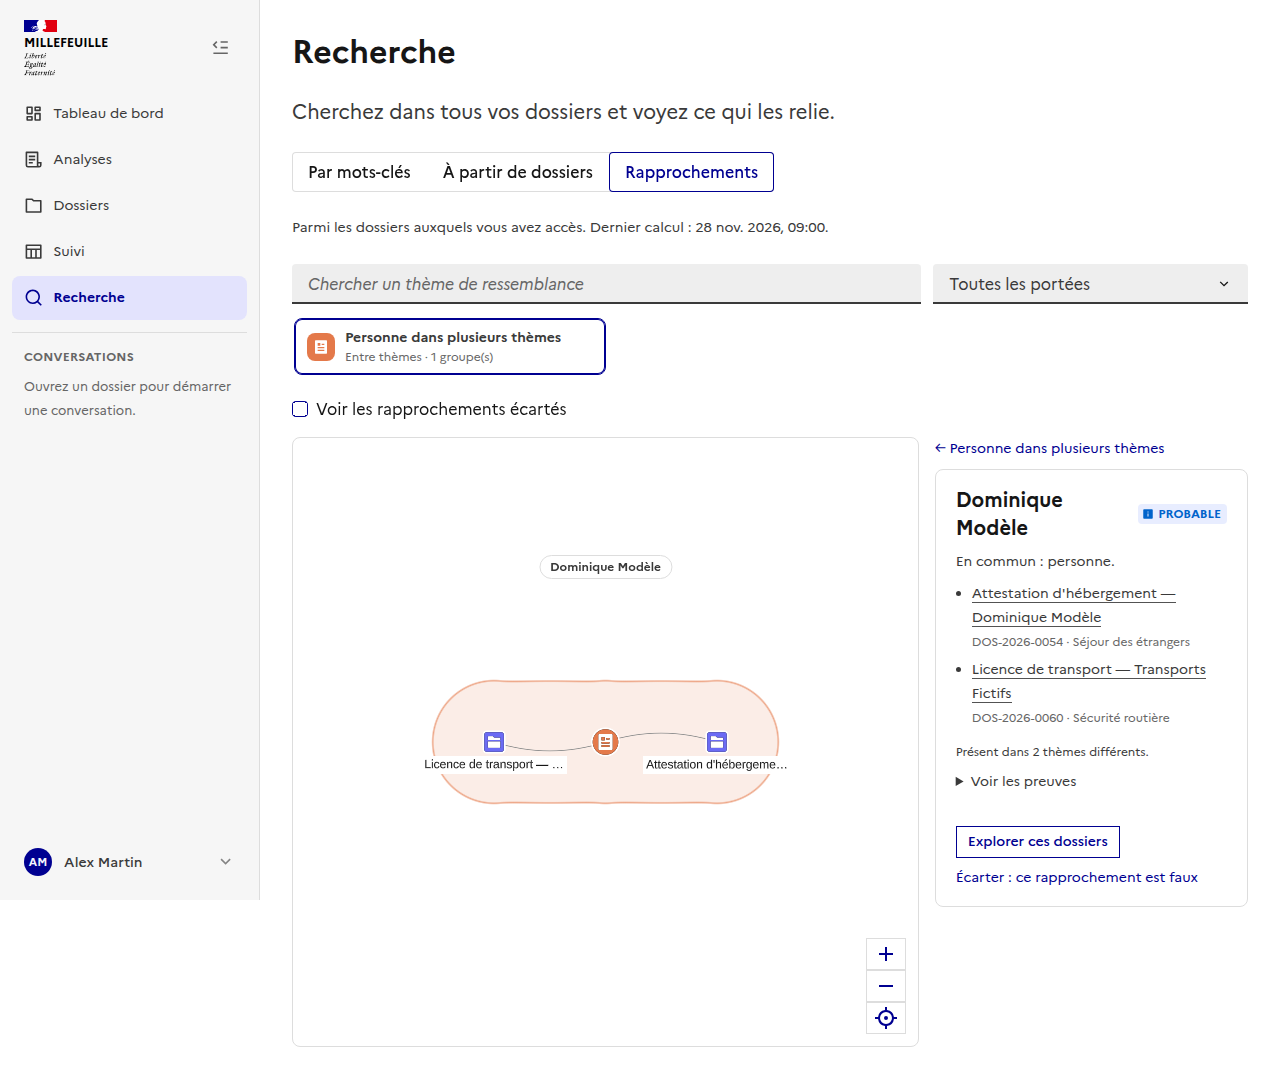 MILLEFEUILLE
Liberté
Égalité
Fraternité
Tableau de bord
Analyses
Dossiers
Suivi
Recherche
CONVERSATIONS
Ouvrez un dossier pour démarrer
une conversation.
AM Alex Martin
Recherche
Cherchez dans tous vos dossiers et voyez ce qui les relie.
Par mots-clés À partir de dossiers Rapprochements
Parmi les dossiers auxquels vous avez accès. Dernier calcul : 28 nov. 2026, 09:00.
Chercher un thème de ressemblance Toutes les portées
Personne dans plusieurs thèmes
Entre thèmes · 1 groupe(s)
Voir les rapprochements écartés
Dominique Modèle
Licence de transport — … Attestation d'hébergeme…
← Personne dans plusieurs thèmes
Dominique
Modèle
PROBABLE
En commun : personne.
Attestation d'hébergement —
Dominique Modèle
DOS-2026-0054 · Séjour des étrangers
Licence de transport — Transports
Fictifs
DOS-2026-0060 · Sécurité routière
Présent dans 2 thèmes différents.
Voir les preuves
Explorer ces dossiers
Écarter : ce rapprochement est faux